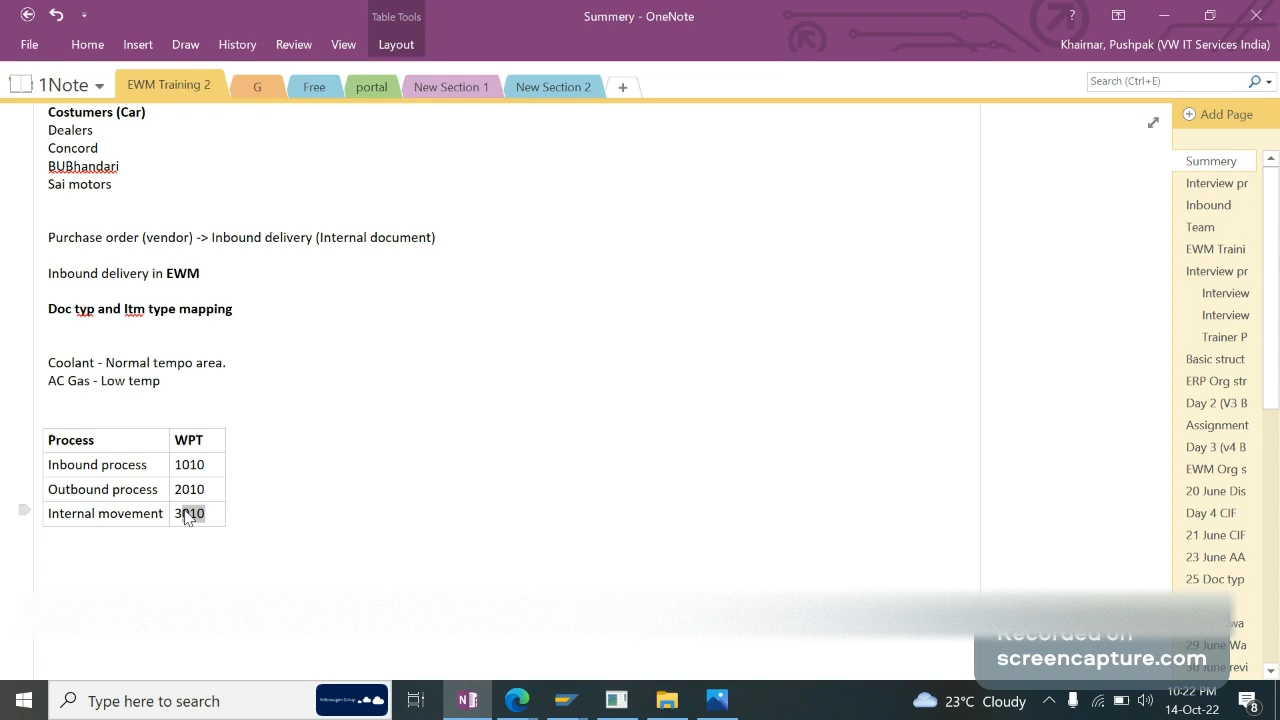 Table Tools
Summery - OneNote
?
File
Home
Insert
Draw
History
Review
View
Layout
Khairnar, Pushpak (VW IT Services India)
1Note
EWM Training 2
G
Free
portal
New Section 1
New Section 2
Search (Ctrl+E)
Costumers (Car)
Dealers
Concord
BUBhandari
Sai motors
Purchase order (vendor) -> Inbound delivery (Internal document)
Inbound delivery in EWM
Doc typ and Itm type mapping
Coolant - Normal tempo area.
AC Gas - Low temp
Process WPT
Inbound process 1010
Outbound process 2010
Internal movement 3010
Add Page
Summery
Interview pr
Inbound
Team
EWM Traini
Interview pr
Interview
Interview
Trainer P
Basic struct
ERP Org str
Day 2 (V3 B
Assignment
Day 3 (v4 B
EWM Org s
20 June Dis
Day 4 CIF
21 June CIF
23 June AA
25 Doc typ
29 June Wa
30 June revi
Recorded on
screencapture.com
Type here to search
23°C Cloudy
10:22 PM
14-Oct-22
8